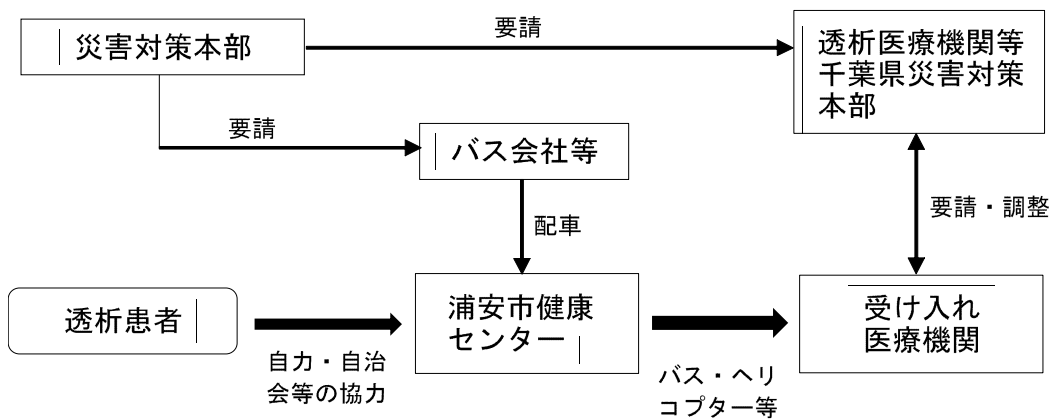 災害対策本部
要請
透析医療機関等
千葉県災害対策
本部
要請
バス会社等
要請・調整
配車
透析患者
自力・自治
会等の協力
浦安市健康
センター
バス・ヘリ
コプター等
受け入れ
医療機関